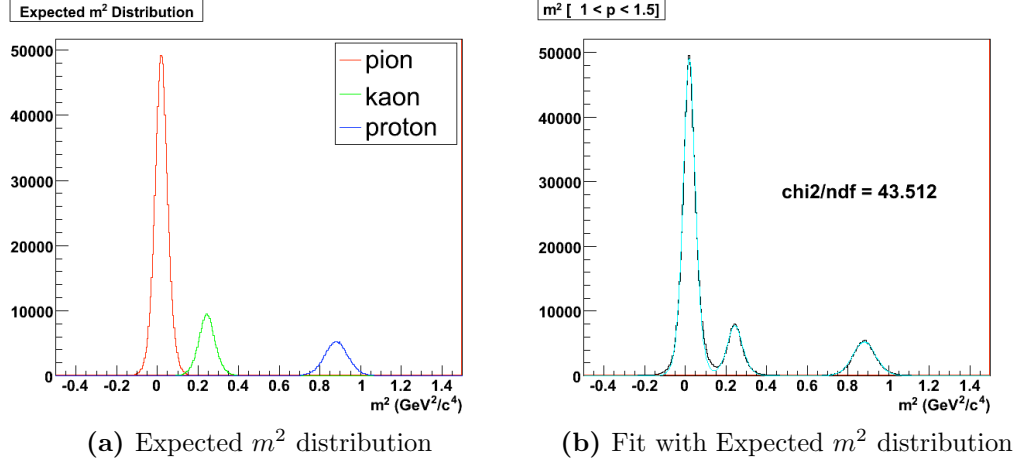 Expected m² Distribution
50000
40000
30000
20000
10000
0
-0.4 -0.2 0 0.2 0.4 0.6 0.8 1 1.2 1.4
m² (GeV²/c⁴)
pion
kaon
proton
(a) Expected m² distribution
m² [ 1 < p < 1.5]
50000
40000
30000
20000
10000
0
-0.4 -0.2 0 0.2 0.4 0.6 0.8 1 1.2 1.4
m² (GeV²/c⁴)
chi2/ndf = 43.512
(b) Fit with Expected m² distribution